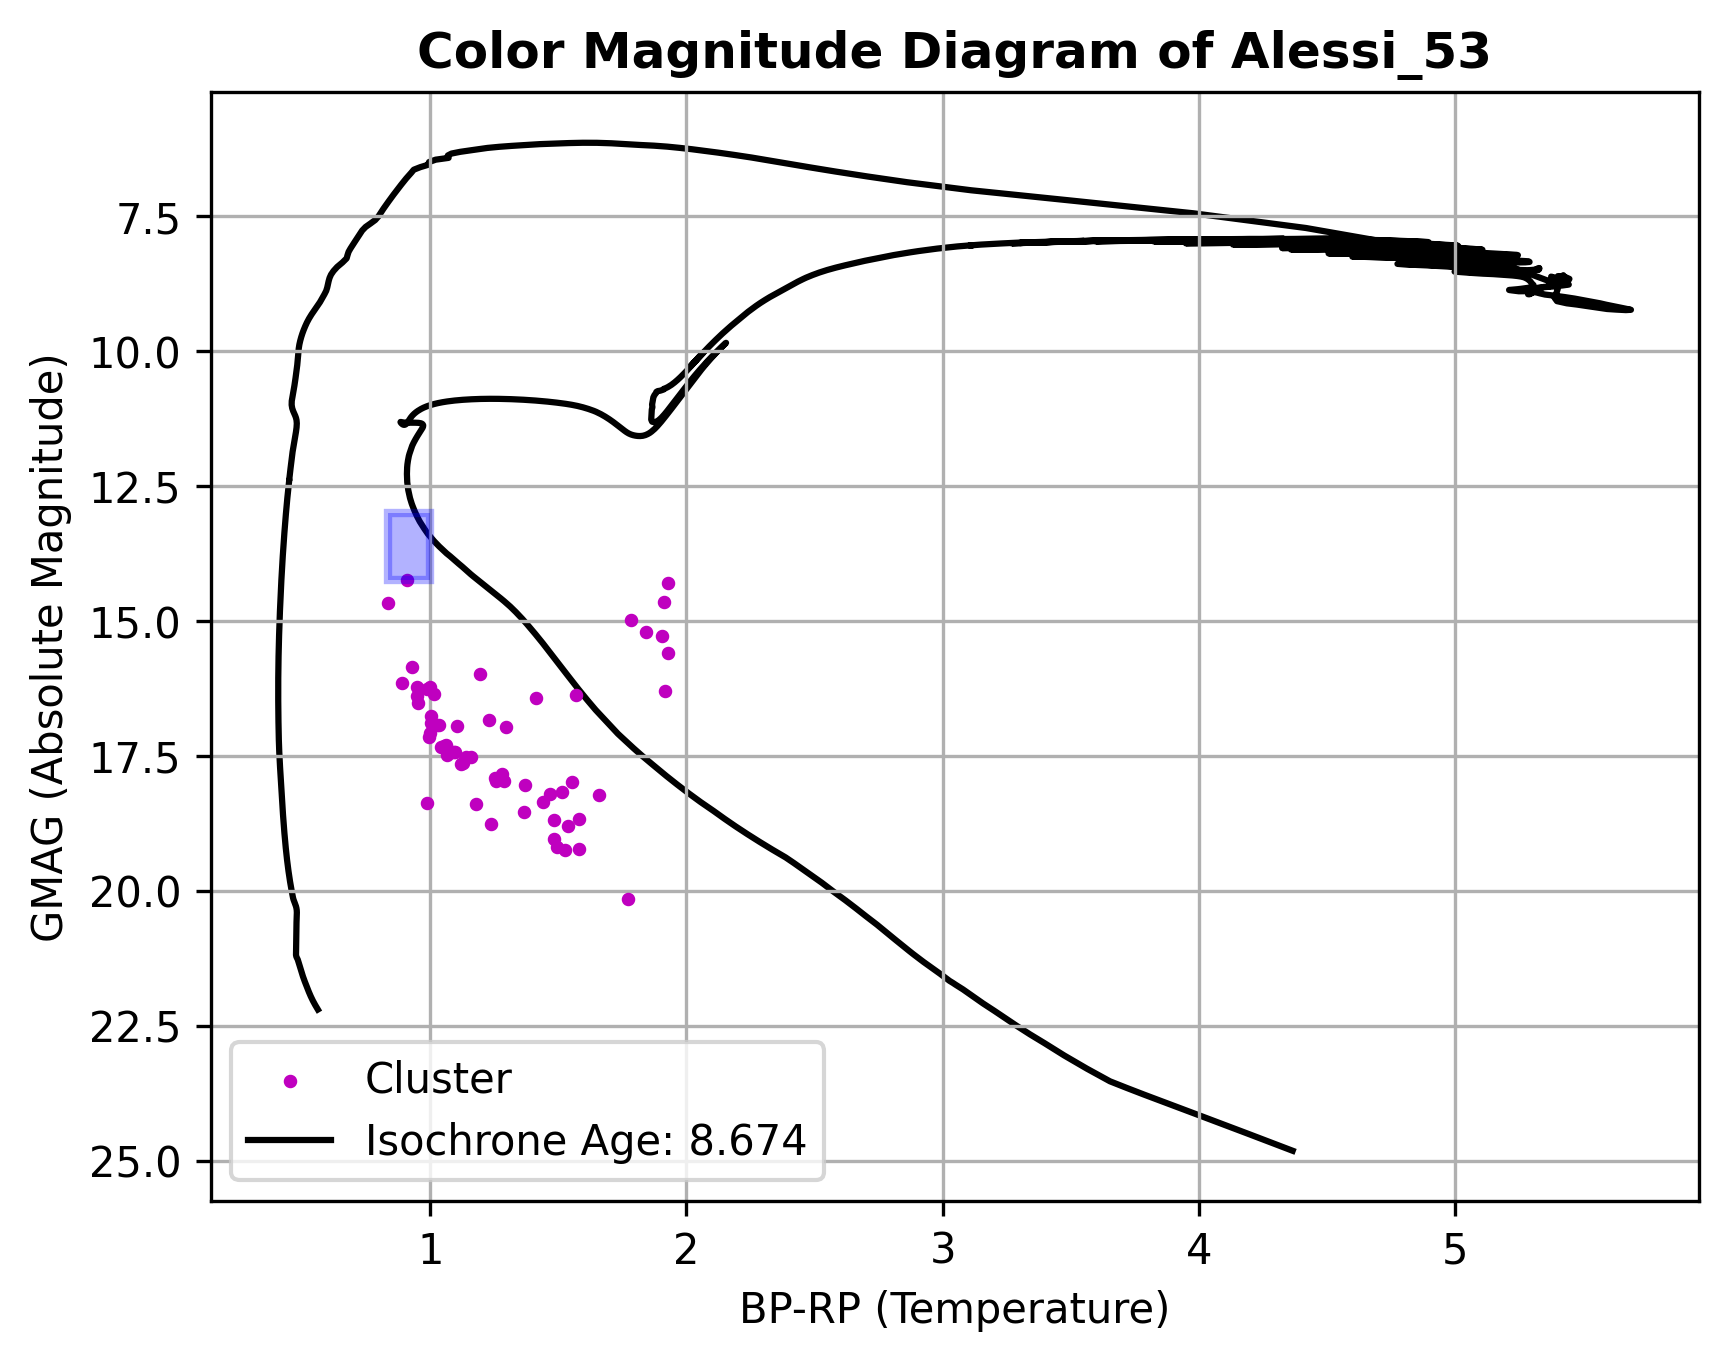 Color Magnitude Diagram of Alessi_53
GMAG (Absolute Magnitude)
7.5
10.0
12.5
15.0
17.5
20.0
22.5
25.0
Cluster
Isochrone Age: 8.674
1 2 3 4 5
BP-RP (Temperature)